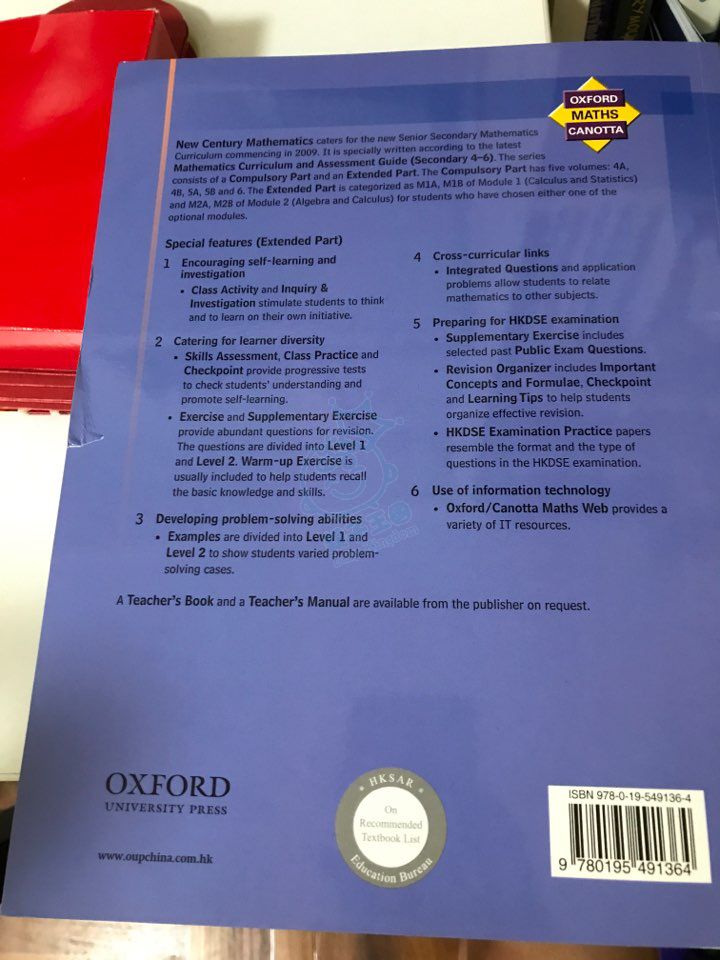 OXFORD
MATHS
CANOTTA
New Century Mathematics caters for the new Senior Secondary Mathematics
Curriculum commencing in 2009. It is specially written according to the latest
Mathematics Curriculum and Assessment Guide (Secondary 4–6). The series
consists of a Compulsory Part and an Extended Part. The Compulsory Part has five volumes: 4A,
4B, 5A, 5B and 6. The Extended Part is categorized as M1A, M1B of Module 1 (Calculus and Statistics)
and M2A, M2B of Module 2 (Algebra and Calculus) for students who have chosen either one of the
optional modules.
Special features (Extended Part)
1 Encouraging self-learning and
investigation
• Class Activity and Inquiry &
Investigation stimulate students to think
and to learn on their own initiative.
2 Catering for learner diversity
• Skills Assessment, Class Practice and
Checkpoint provide progressive tests
to check students' understanding and
promote self-learning.
• Exercise and Supplementary Exercise
provide abundant questions for revision.
The questions are divided into Level 1
and Level 2. Warm-up Exercise is
usually included to help students recall
the basic knowledge and skills.
3 Developing problem-solving abilities
• Examples are divided into Level 1 and
Level 2 to show students varied problem-
solving cases.
4 Cross-curricular links
• Integrated Questions and application
problems allow students to relate
mathematics to other subjects.
5 Preparing for HKDSE examination
• Supplementary Exercise includes
selected past Public Exam Questions.
• Revision Organizer includes Important
Concepts and Formulae, Checkpoint
and Learning Tips to help students
organize effective revision.
• HKDSE Examination Practice papers
resemble the format and the type of
questions in the HKDSE examination.
6 Use of information technology
• Oxford/Canotta Maths Web provides a
variety of IT resources.
A Teacher's Book and a Teacher's Manual are available from the publisher on request.
OXFORD
UNIVERSITY PRESS
www.oupchina.com.hk
HKSAR
On
Recommended
Textbook List
Education Bureau
ISBN 978-0-19-549136-4
9 780195 491364